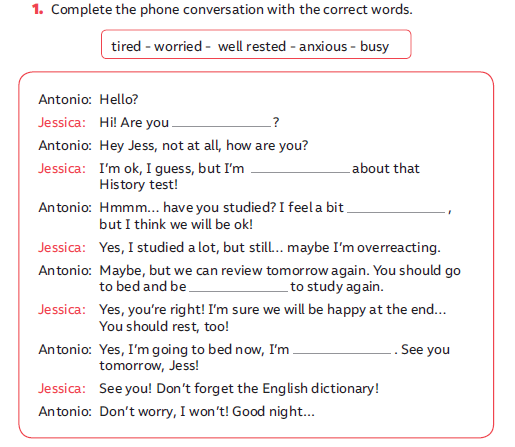 1. Complete the phone conversation with the correct words.
tired - worried - well rested - anxious - busy
Antonio: Hello?
Jessica: Hi! Are you ______________ ?
Antonio: Hey Jess, not at all, how are you?
Jessica: I'm ok, I guess, but I'm ______________ about that
History test!
Antonio: Hmmm... have you studied? I feel a bit ______________ ,
but I think we will be ok!
Jessica: Yes, I studied a lot, but still... maybe I'm overreacting.
Antonio: Maybe, but we can review tomorrow again. You should go
to bed and be ______________ to study again.
Jessica: Yes, you're right! I'm sure we will be happy at the end...
You should rest, too!
Antonio: Yes, I'm going to bed now, I'm ______________ . See you
tomorrow, Jess!
Jessica: See you! Don't forget the English dictionary!
Antonio: Don't worry, I won't! Good night...